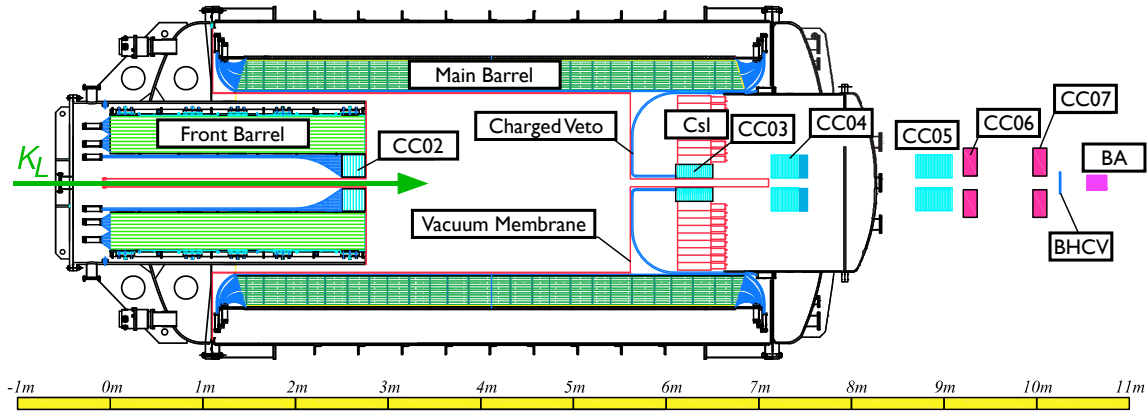 Main Barrel
CC07
CsI
Front Barrel
Charged Veto
CC03
CC04
CC06
CC02
CC05
BA
K_L
Vacuum Membrane
BHCV
-1m 0m 1m 2m 3m 4m 5m 6m 7m 8m 9m 10m 11m